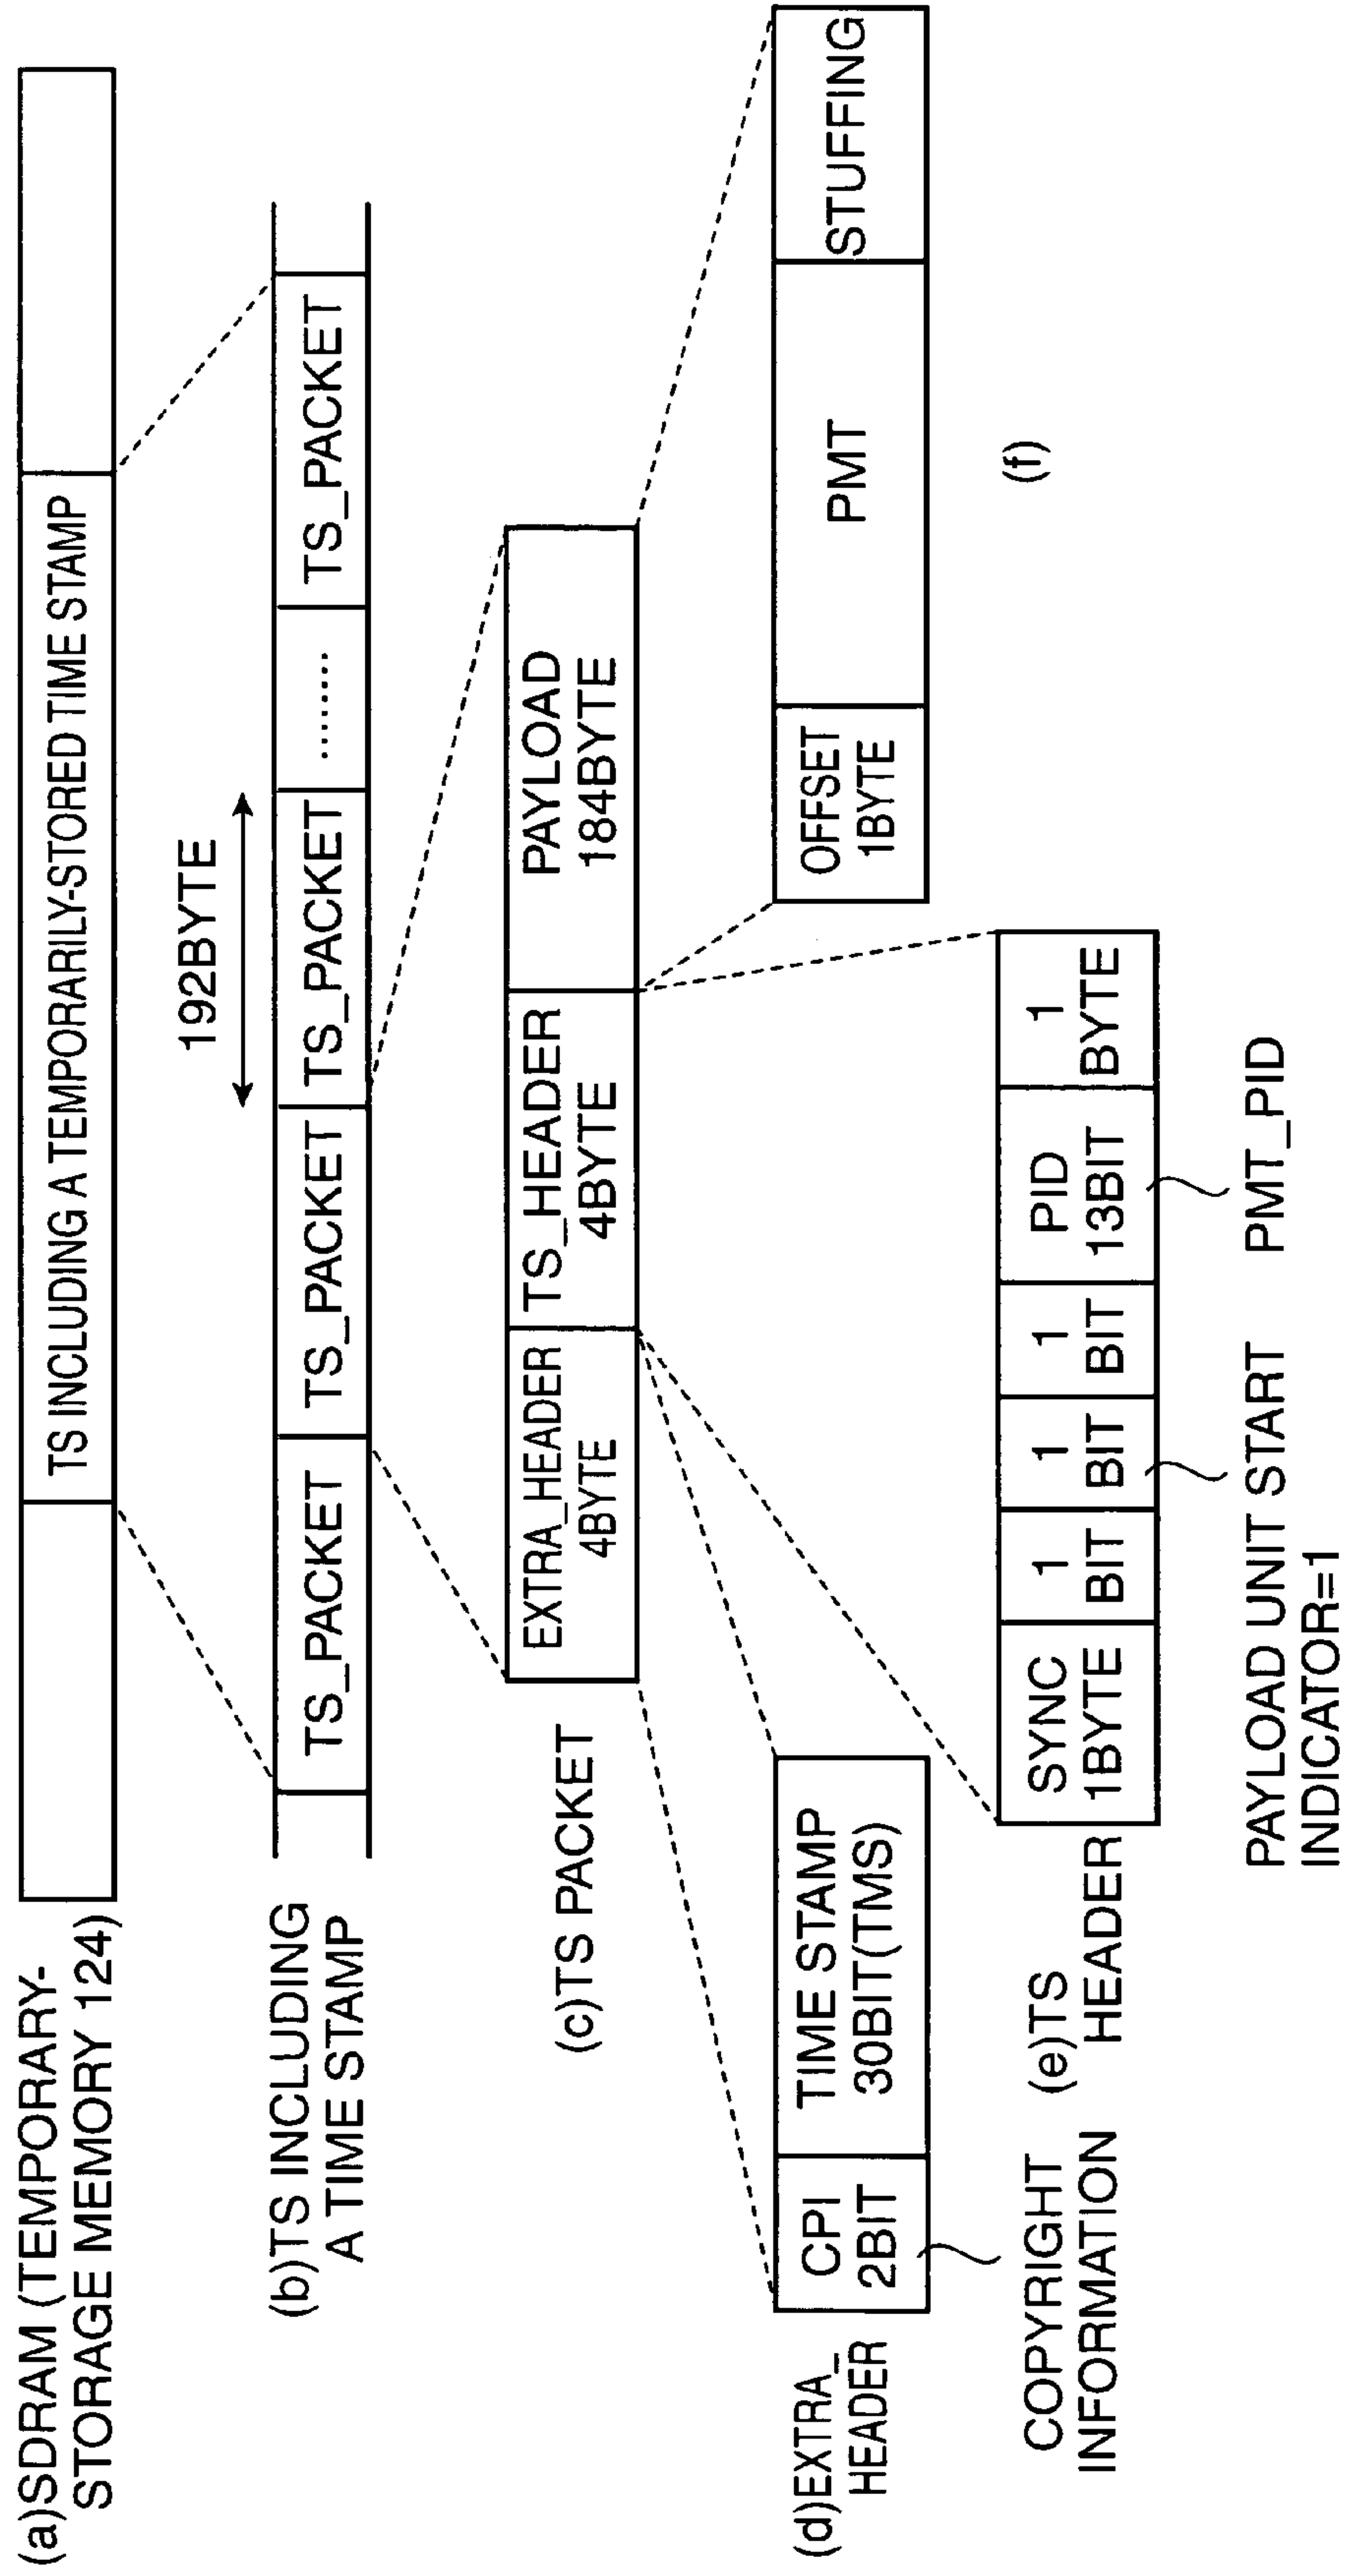 (a)SDRAM (TEMPORARY-
STORAGE MEMORY 124)
TS INCLUDING A TEMPORARILY-STORED TIME STAMP
192BYTE
(b)TS INCLUDING
A TIME STAMP
TS_PACKET
TS_PACKET
TS_PACKET
........
TS_PACKET
(c)TS PACKET
EXTRA_HEADER
4BYTE
TS_HEADER
4BYTE
PAYLOAD
184BYTE
(d)EXTRA_
HEADER
CPI
2BIT
TIME STAMP
30BIT(TMS)
COPYRIGHT
INFORMATION
OFFSET
1BYTE
PMT
STUFFING
(f)
(e)TS
HEADER
SYNC
1BYTE
1
BIT
1
BIT
1
BIT
PID
13BIT
1
BYTE
PAYLOAD UNIT START
INDICATOR=1
PMT_PID